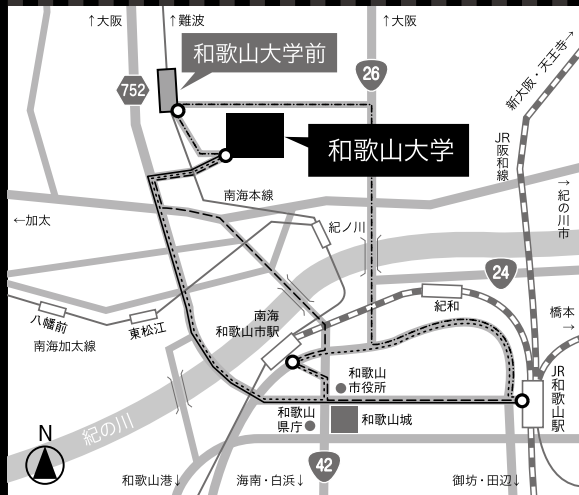 ↑大阪
↑難波
↑大阪
和歌山大学前
26
新大阪・天王寺→
752
和歌山大学
JR
阪和線
南海本線
→紀の川市
←加太
紀ノ川
24
八幡前
東松江
南海加太線
南海
和歌山市駅
紀和
橋本
→
和歌山
市役所
JR和歌山駅
紀の川
和歌山
県庁
和歌山城
N
42
和歌山港↓
海南・白浜↓
御坊・田辺↓